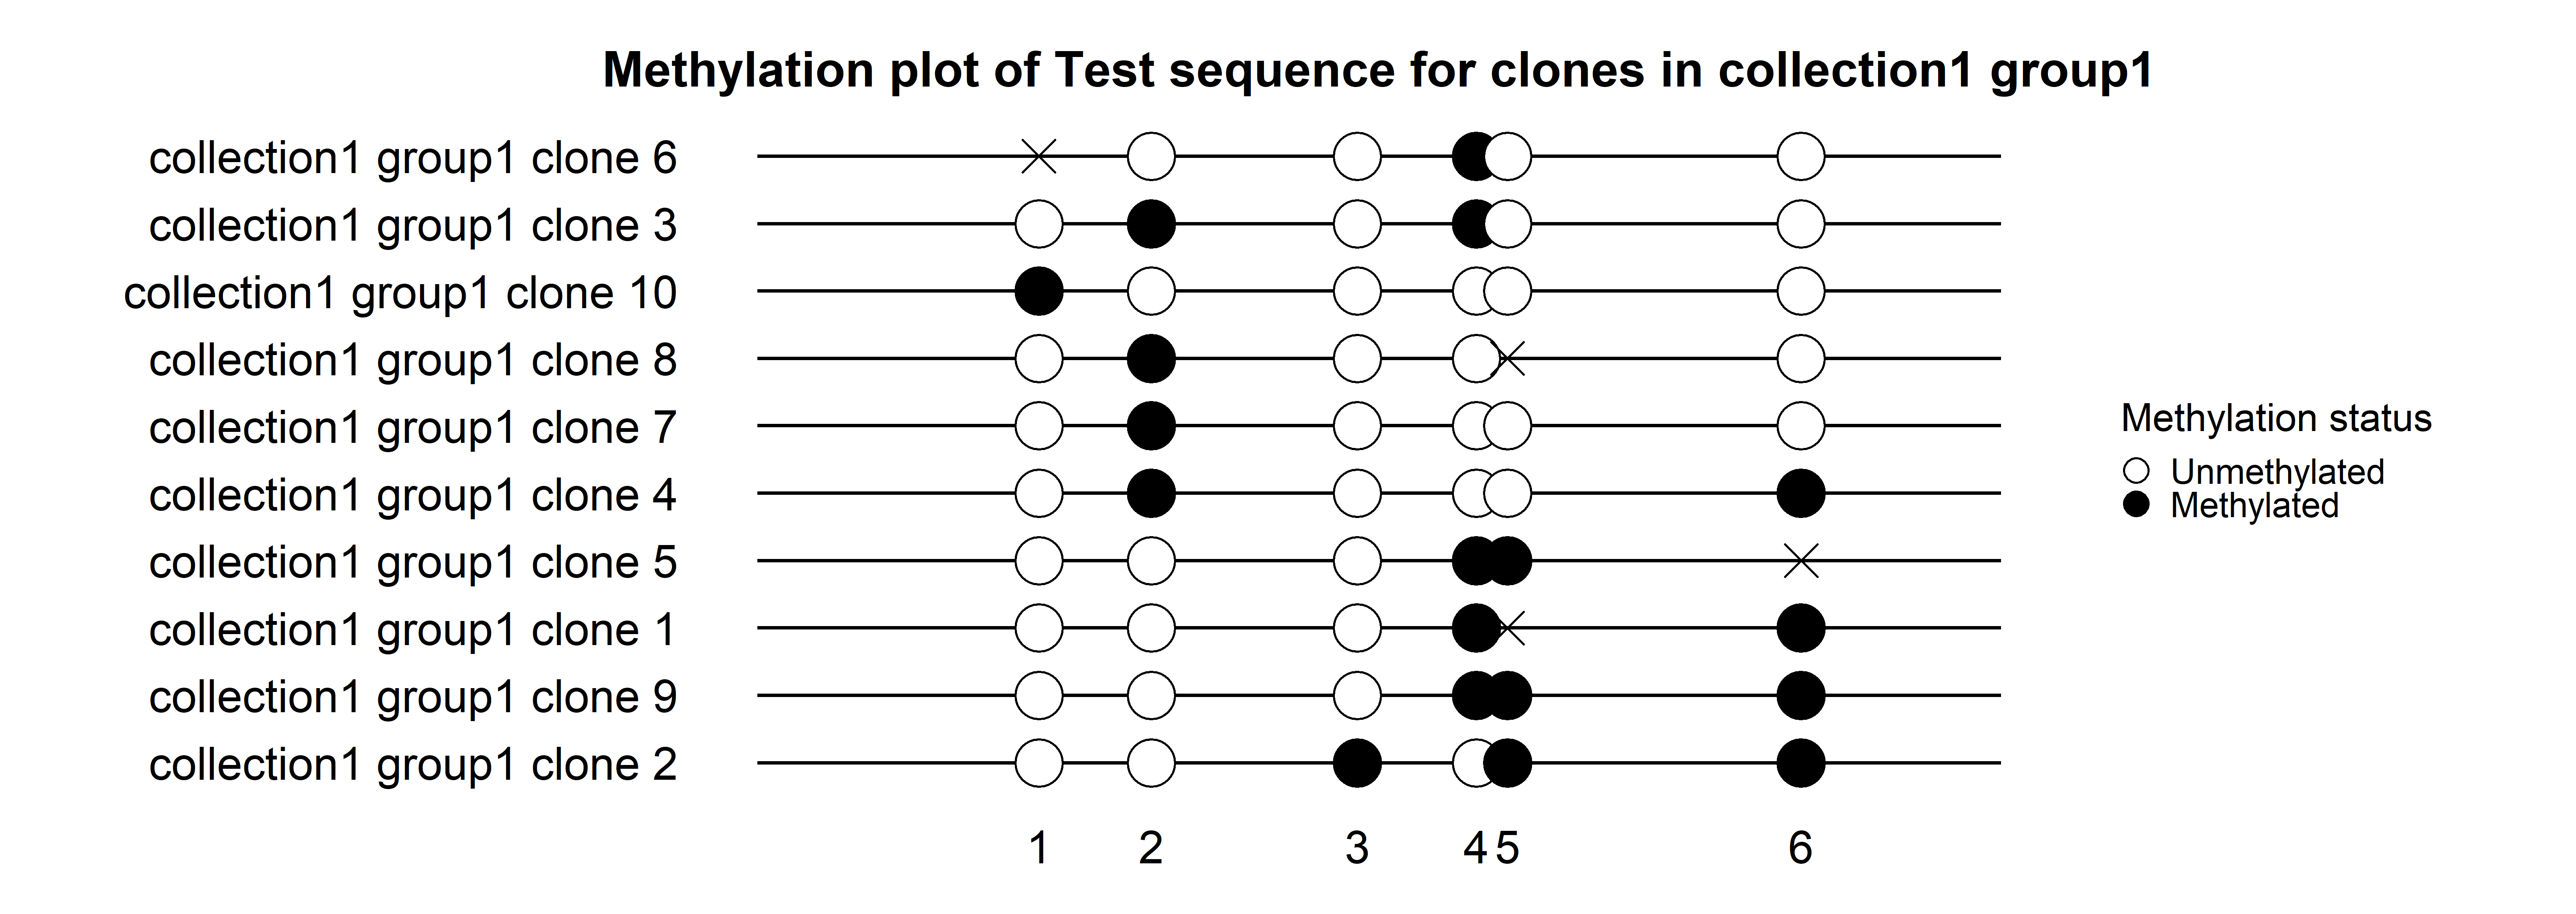 Methylation plot of Test sequence for clones in collection1 group1
collection1 group1 clone 6
collection1 group1 clone 3
collection1 group1 clone 10
collection1 group1 clone 8
collection1 group1 clone 7
collection1 group1 clone 4
collection1 group1 clone 5
collection1 group1 clone 1
collection1 group1 clone 9
collection1 group1 clone 2
1 2 3 4 5 6
Methylation status
Unmethylated
Methylated